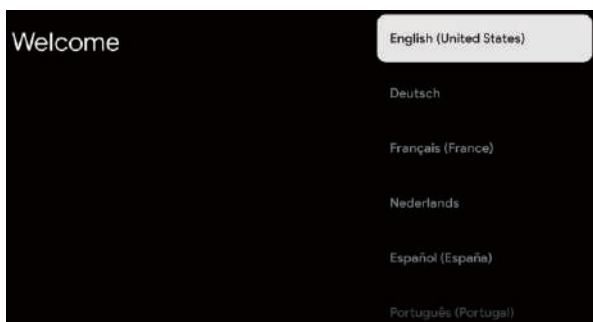 Welcome
English (United States)
Deutsch
Français (France)
Nederlands
Español (España)
Português (Portugal)